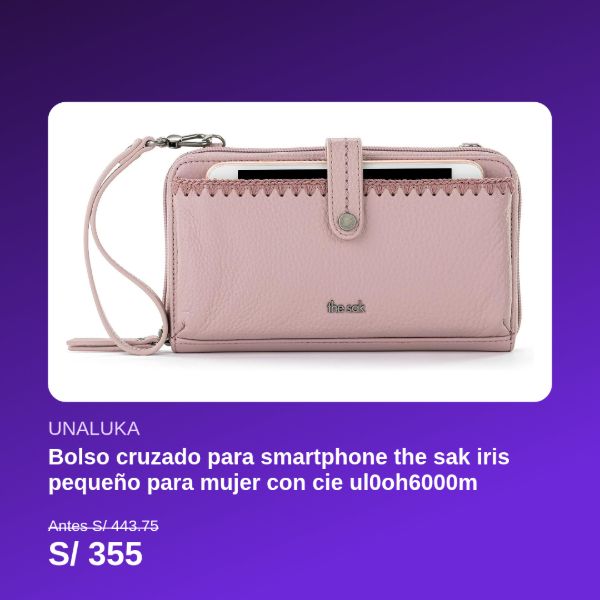 the sak
UNALUKA
Bolso cruzado para smartphone the sak iris
pequeño para mujer con cie ul0oh6000m
Antes S/ 443.75
S/ 355